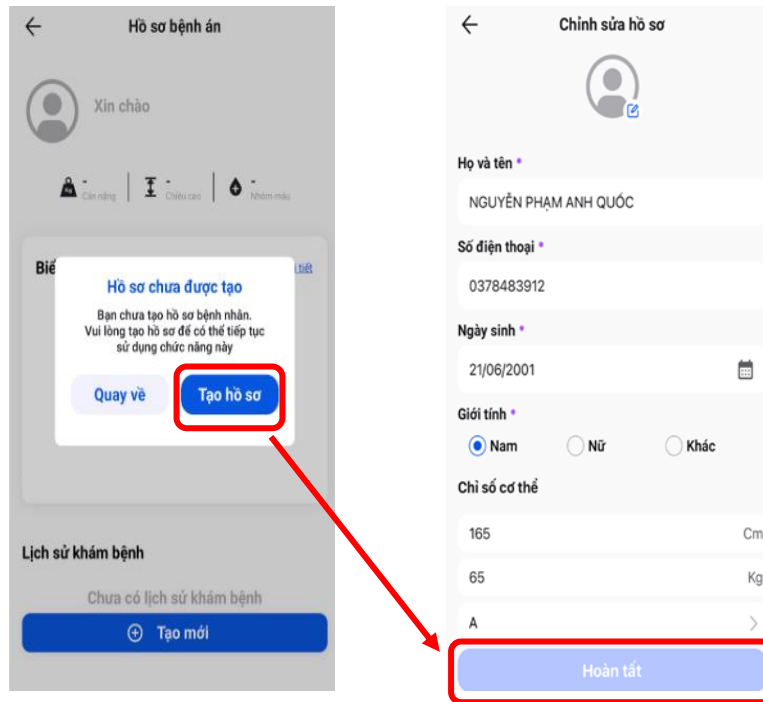 Hồ sơ bệnh án
Xin chào
-
Cân nặng
-
Chiều cao
-
Nhóm máu
Biể
i tiết
Hồ sơ chưa được tạo
Bạn chưa tạo hồ sơ bệnh nhân.
Vui lòng tạo hồ sơ để có thể tiếp tục
sử dụng chức năng này
Quay về
Tạo hồ sơ
Lịch sử khám bệnh
Chưa có lịch sử khám bệnh
Tạo mới
Chỉnh sửa hồ sơ
Họ và tên *
NGUYỄN PHẠM ANH QUỐC
Số điện thoại *
0378483912
Ngày sinh *
21/06/2001
Giới tính *
Nam Nữ Khác
Chỉ số cơ thể
165 Cm
65 Kg
A
Hoàn tất